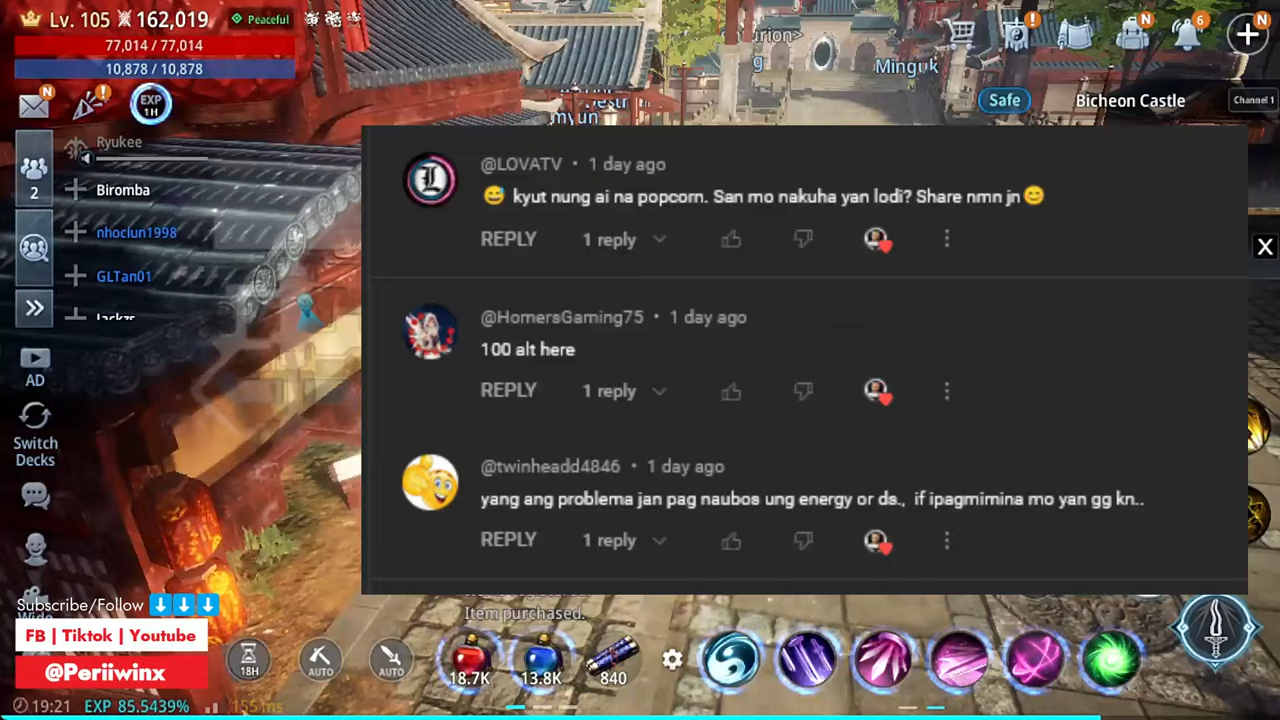 Lv. 105 162,019 Peaceful
77,014 / 77,014
10,878 / 10,878
N
EXP
1H
N
N
6
N
Minguk
Safe
Bicheon Castle
Channel 1
Ryukee
2
Biromba
nhoclun1998
GLTan01
AD
Switch
Decks
X
@LOVATV • 1 day ago
😅 kyut nung ai na popcorn. San mo nakuha yan lodi? Share nmn jn😊
REPLY 1 reply
@HomersGaming75 • 1 day ago
100 alt here
REPLY 1 reply
@twinheadd4846 • 1 day ago
yang ang problema jan pag naubos ung energy or ds., if ipagmimina mo yan gg kn..
REPLY 1 reply
Item purchased.
Subscribe/Follow
FB | Tiktok | Youtube
@Periiwinx
18H
AUTO
AUTO
18.7K
13.8K
840
19:21 EXP 85.5439% 155 ms